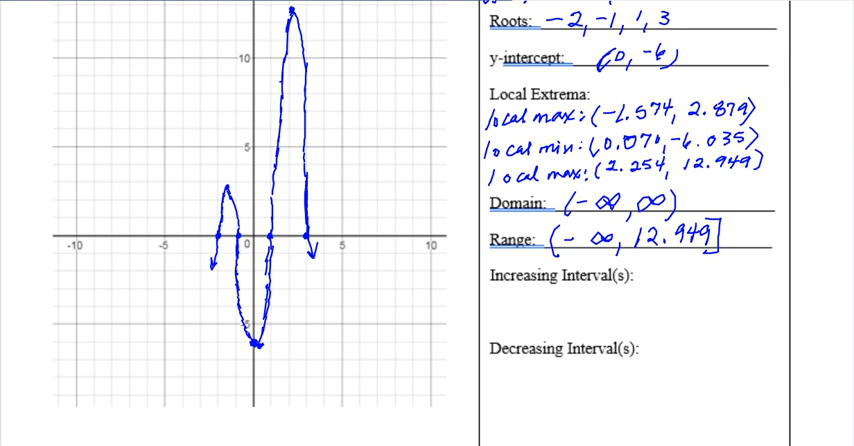 Roots: -2, -1, 1, 3
y-intercept: (0, -6)
Local Extrema:
local max: (-1.574, 2.879)
local min: (0.070, -6.035)
local max: (2.254, 12.949)
Domain: (-∞, ∞)
Range: (-∞, 12.949]
Increasing Interval(s):
Decreasing Interval(s):
10
5
-10 -5 0 5 10